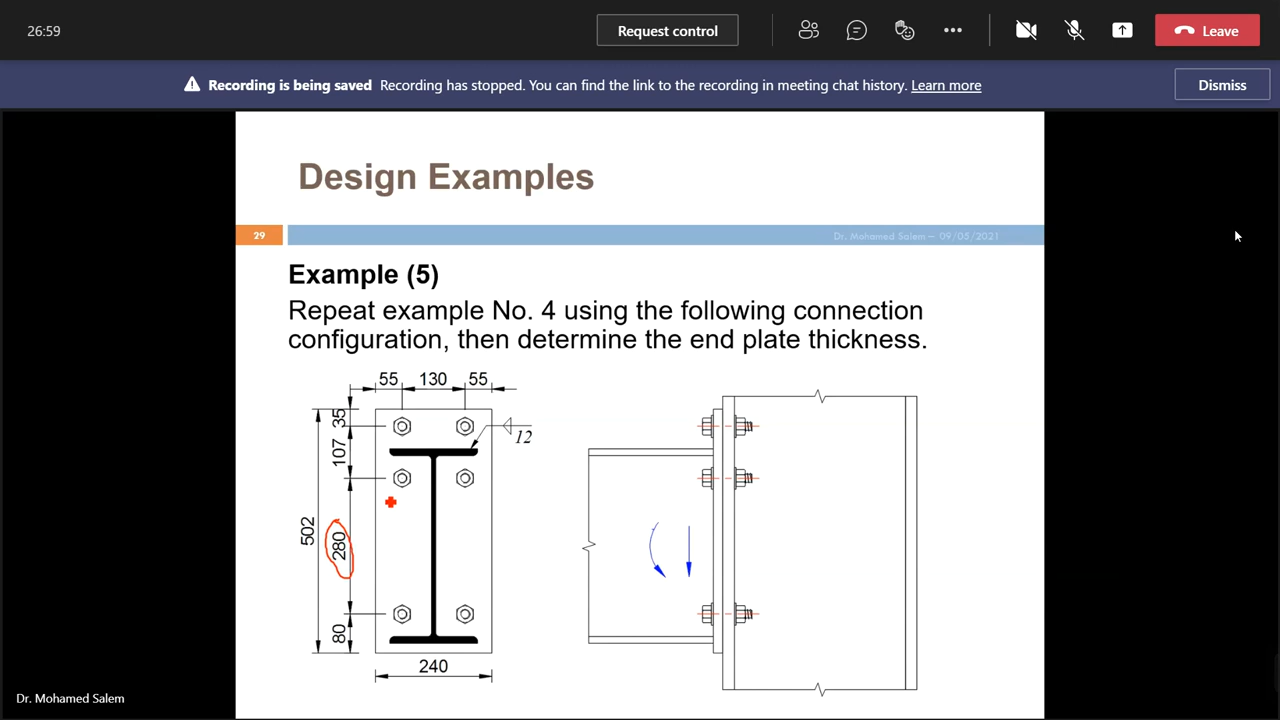 26:59
Request control
Leave
Recording is being saved Recording has stopped. You can find the link to the recording in meeting chat history. Learn more
Dismiss
Design Examples
29
Dr. Mohamed Salem – 09/05/2021
Example (5)
Repeat example No. 4 using the following connection
configuration, then determine the end plate thickness.
55 130 55
35
12
107
502
280
80
240
Dr. Mohamed Salem